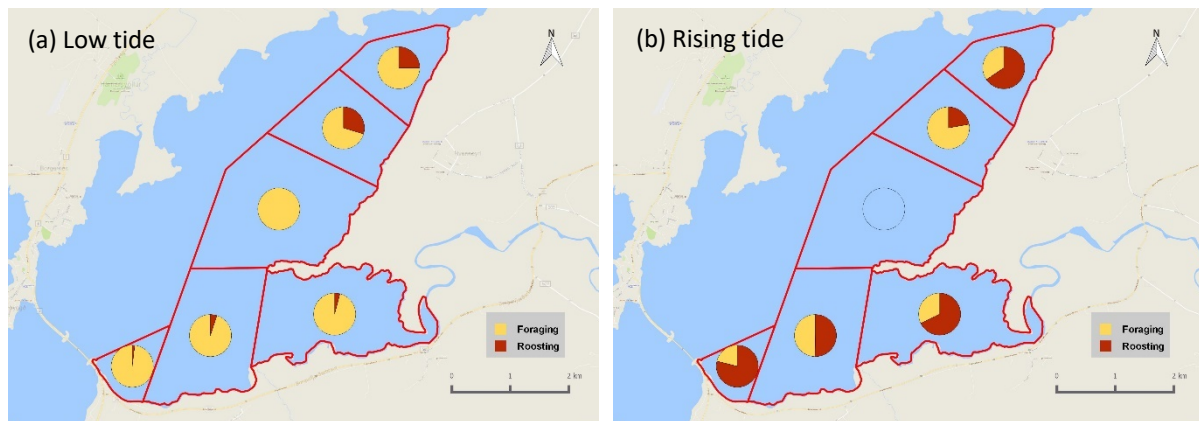 (a) Low tide
N
Foraging
Roosting
0 1 2 km
(b) Rising tide
N
Foraging
Roosting
0 1 2 km